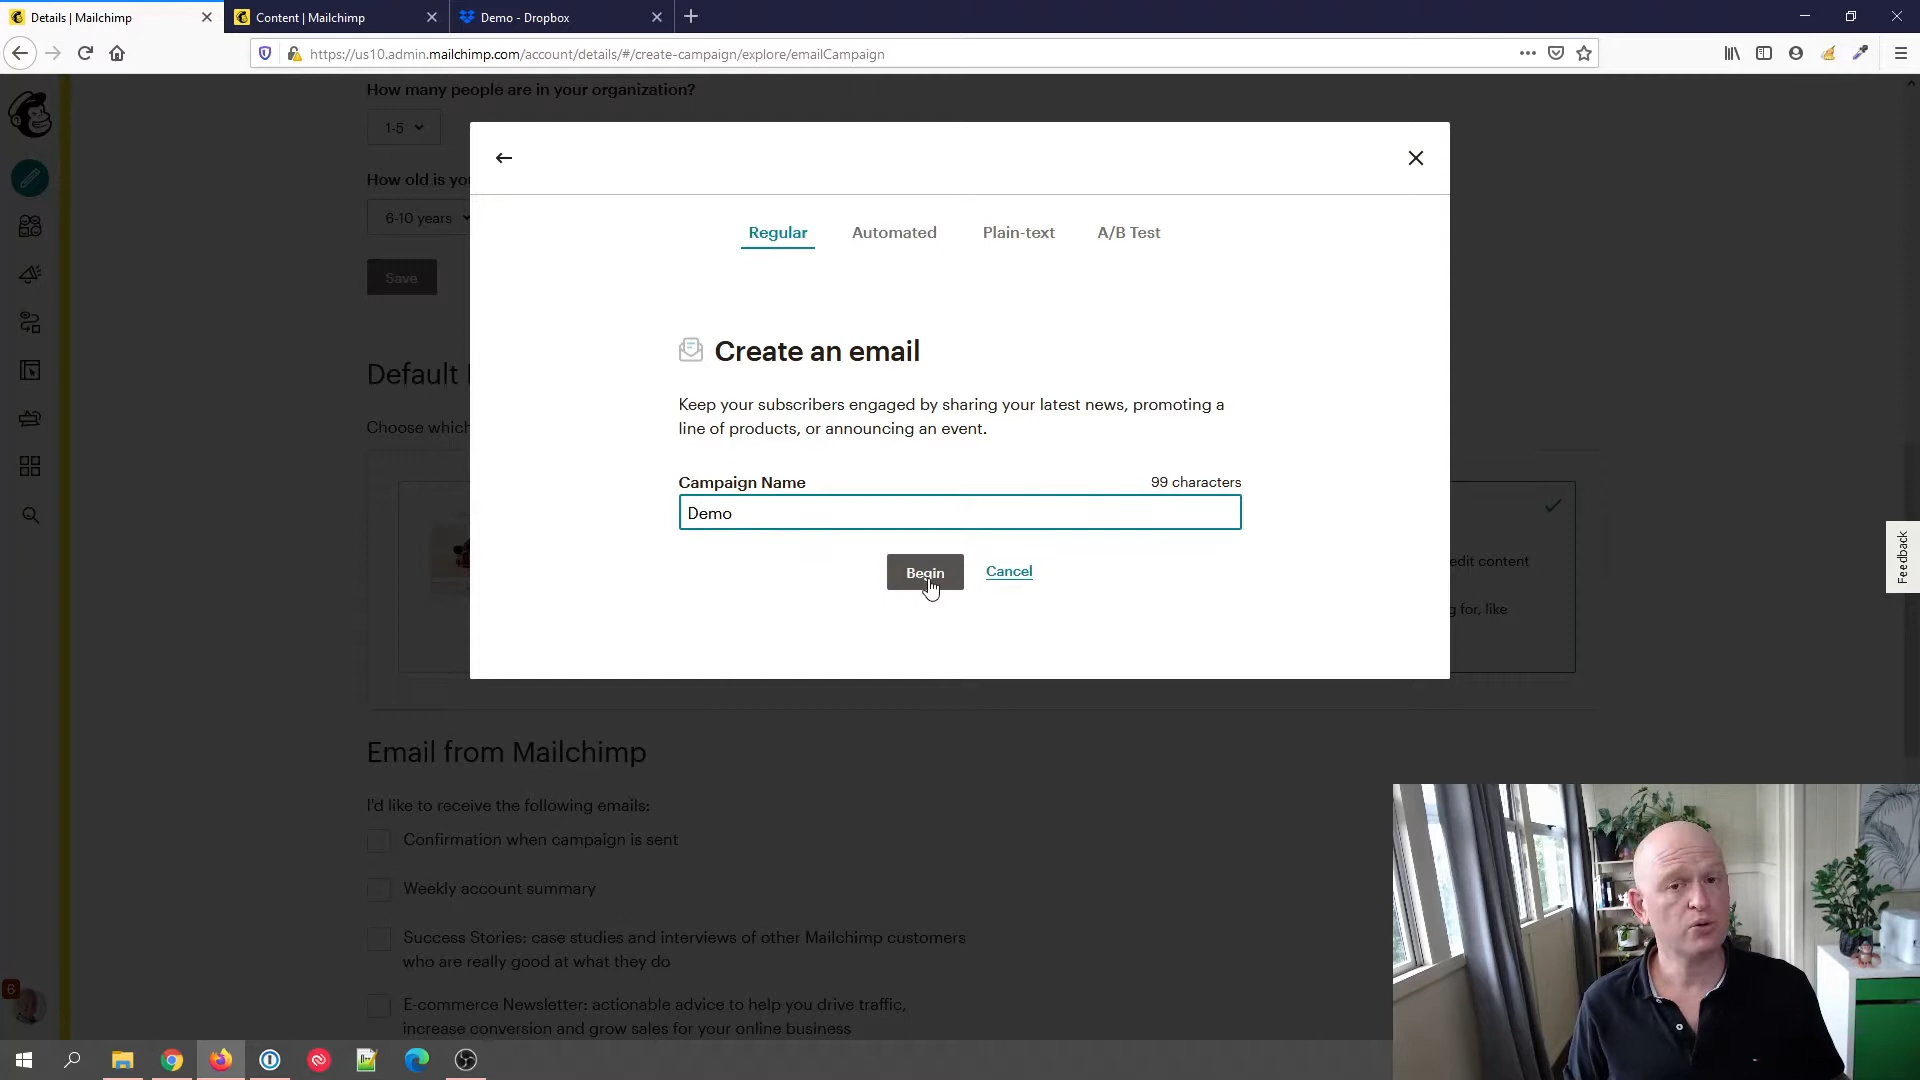 Details | Mailchimp
Content | Mailchimp
Demo - Dropbox
https://us10.admin.mailchimp.com/account/details/#/create-campaign/explore/emailCampaign
How many people are in your organization?
1-5
How old is you
6-10 years
Save
Default
Choose which
Regular
Automated
Plain-text
A/B Test
Create an email
Keep your subscribers engaged by sharing your latest news, promoting a
line of products, or announcing an event.
Campaign Name
99 characters
Demo
Begin
Cancel
edit content
g for, like
Feedback
Email from Mailchimp
I'd like to receive the following emails:
Confirmation when campaign is sent
Weekly account summary
Success Stories: case studies and interviews of other Mailchimp customers
who are really good at what they do
E-commerce Newsletter: actionable advice to help you drive traffic,
increase conversion and grow sales for your online business
6